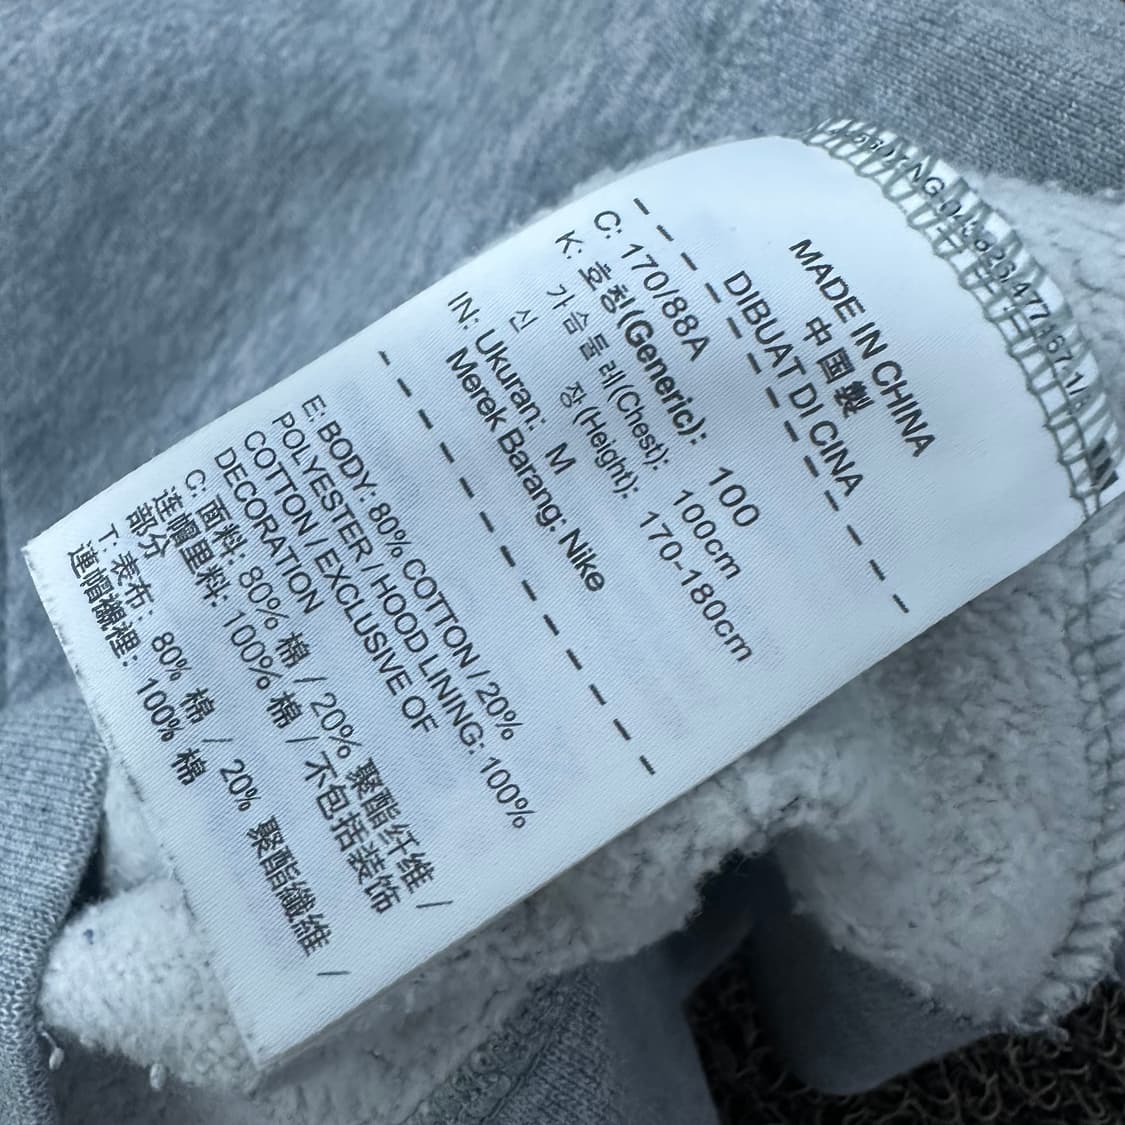 MADE IN CHINA
中国製
DIBUAT DI CINA
C: 170/88A
K: 호칭(Generic): 100
가슴둘레(Chest): 100cm
신 장(Height): 170-180cm
IN: Ukuran: M
Merek Barang: Nike
E: BODY: 80% COTTON / 20%
POLYESTER / HOOD LINING: 100%
COTTON / EXCLUSIVE OF
DECORATION
C: 面料: 80% 棉 / 20% 聚酯纤维 /
连帽里料: 100% 棉 / 不包括装饰
部分
T: 表布: 80% 棉 / 20% 聚酯纖維 /
連帽襯裡: 100% 棉